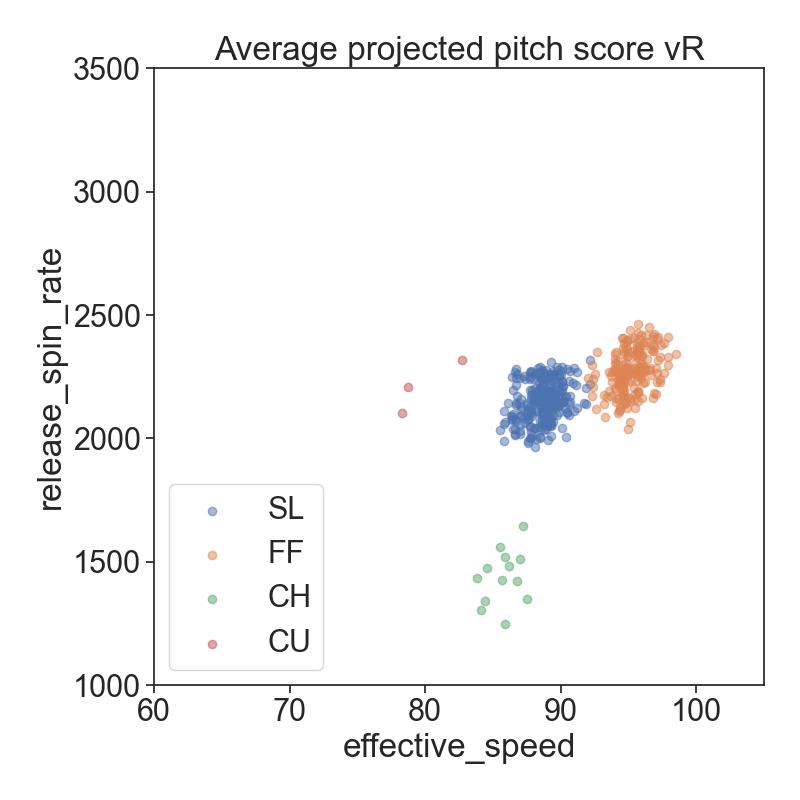 Average projected pitch score vR
release_spin_rate
3500
3000
2500
2000
1500
1000
SL
FF
CH
CU
60 70 80 90 100
effective_speed